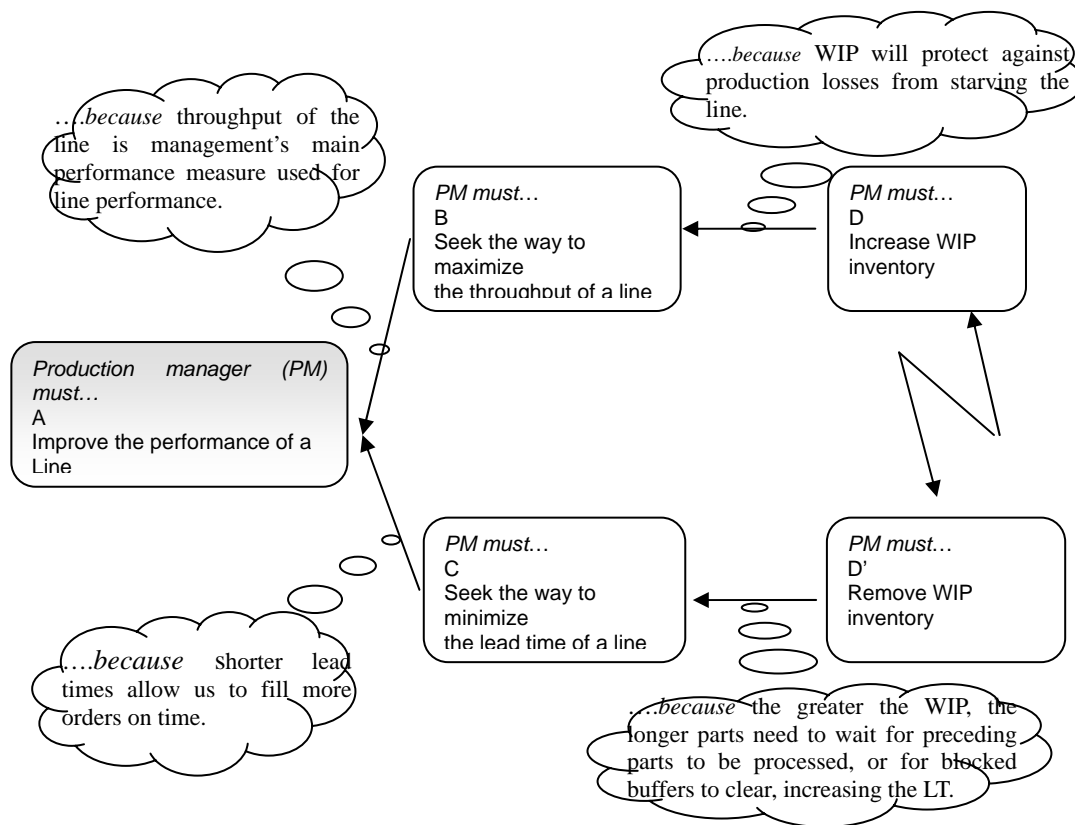 ….because WIP will protect against
production losses from starving the
line.
….because throughput of the
line is management’s main
performance measure used for
line performance.
PM must…
B
Seek the way to
maximize
the throughput of a line
PM must…
D
Increase WIP
inventory
Production manager (PM)
must…
A
Improve the performance of a
Line
PM must…
C
Seek the way to
minimize
the lead time of a line
PM must…
D’
Remove WIP
inventory
….because shorter lead
times allow us to fill more
orders on time.
….because the greater the WIP, the
longer parts need to wait for preceding
parts to be processed, or for blocked
buffers to clear, increasing the LT.